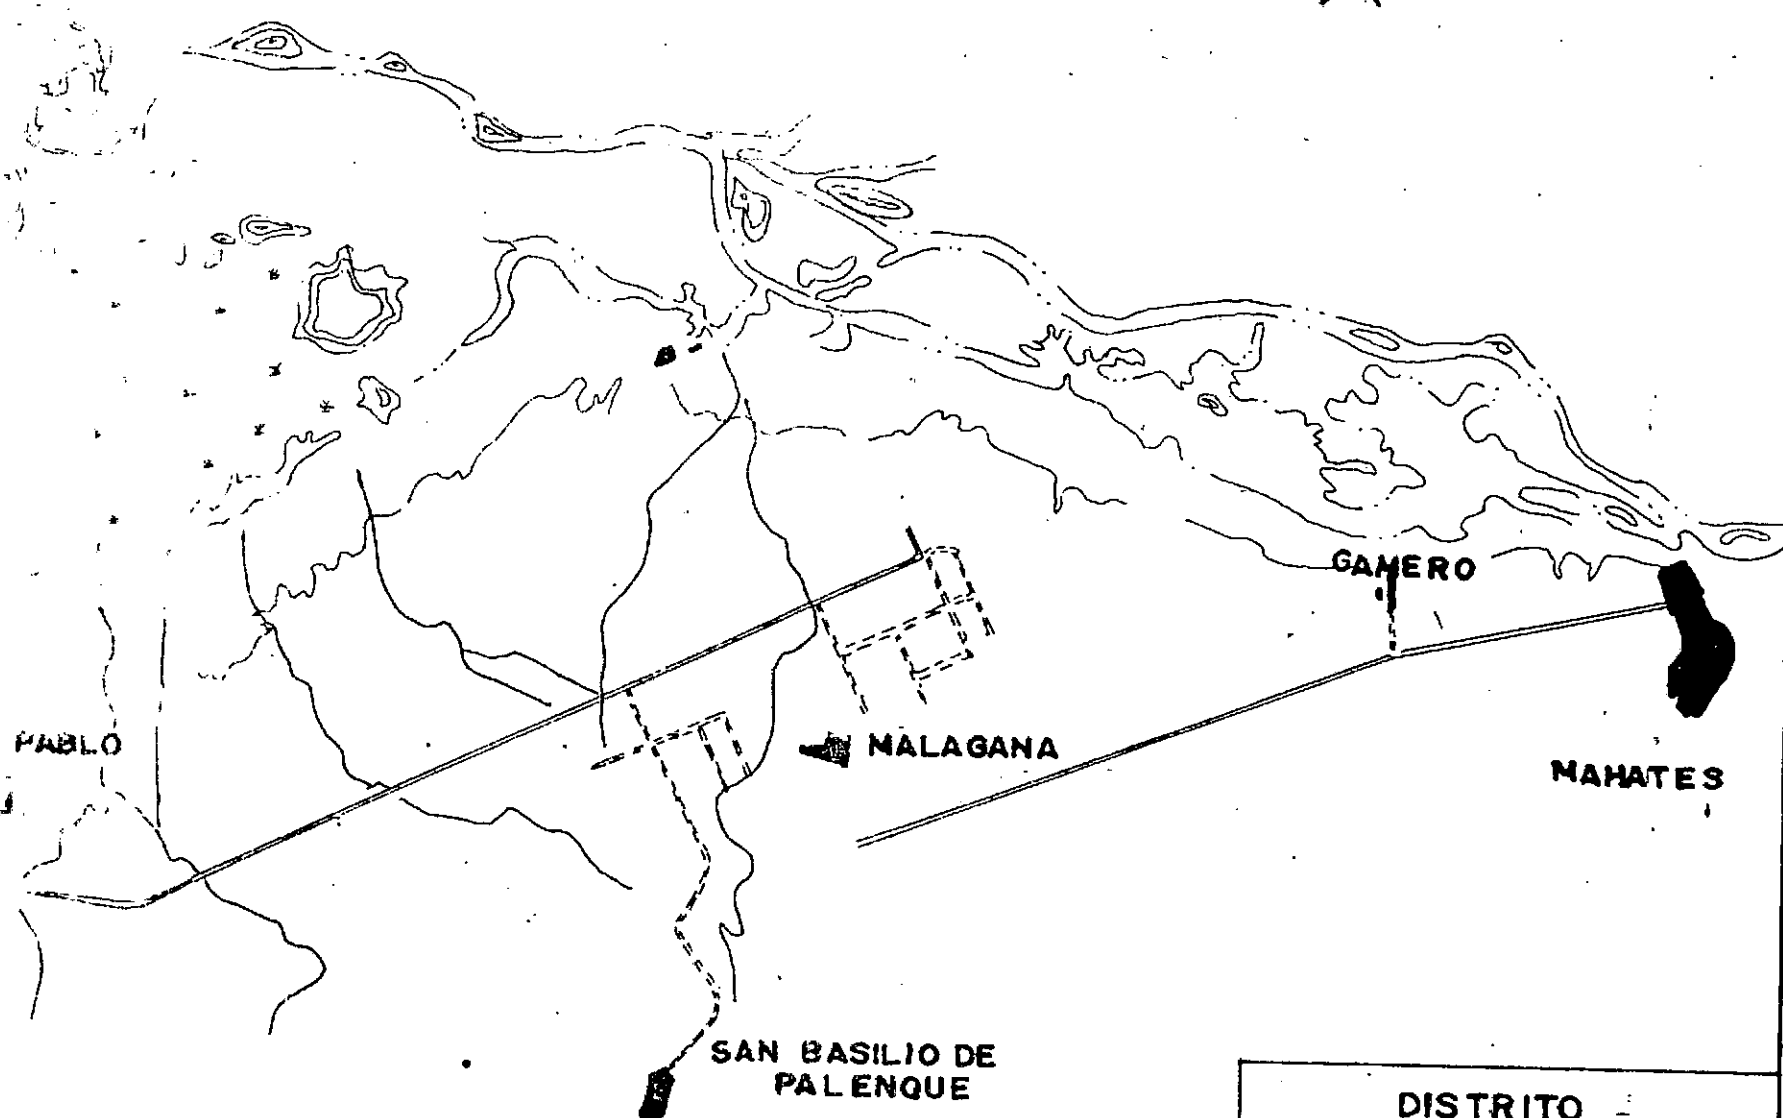 GAMERO
PABLO
MALAGANA
MAHATES
SAN BASILIO DE
PALENQUE
DISTRITO